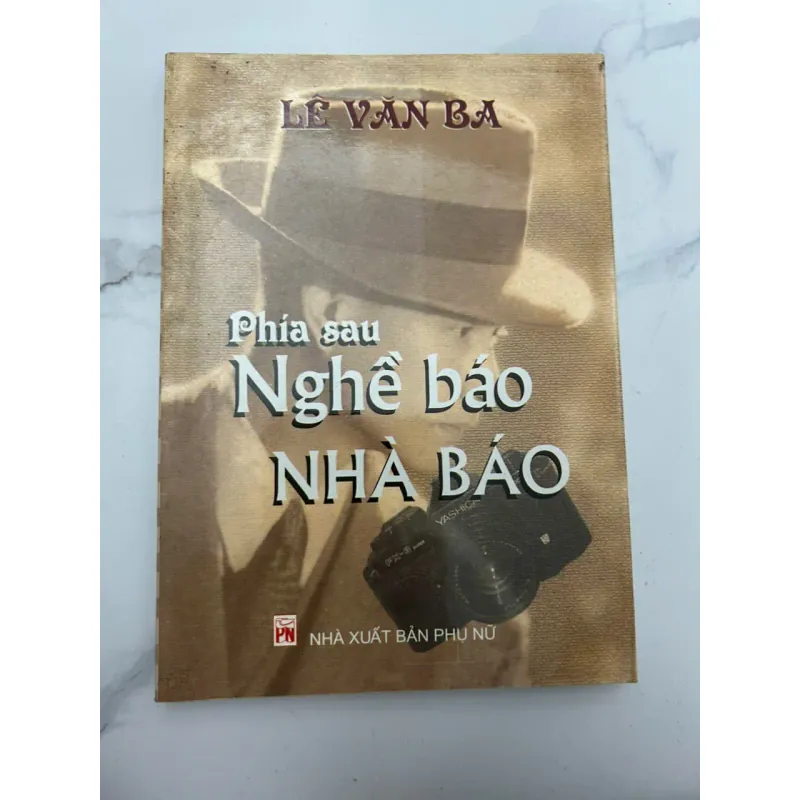 LÊ VĂN BA
Phía sau
Nghề báo
NHÀ BÁO
YASHICA
PN
NHÀ XUẤT BẢN PHỤ NỮ